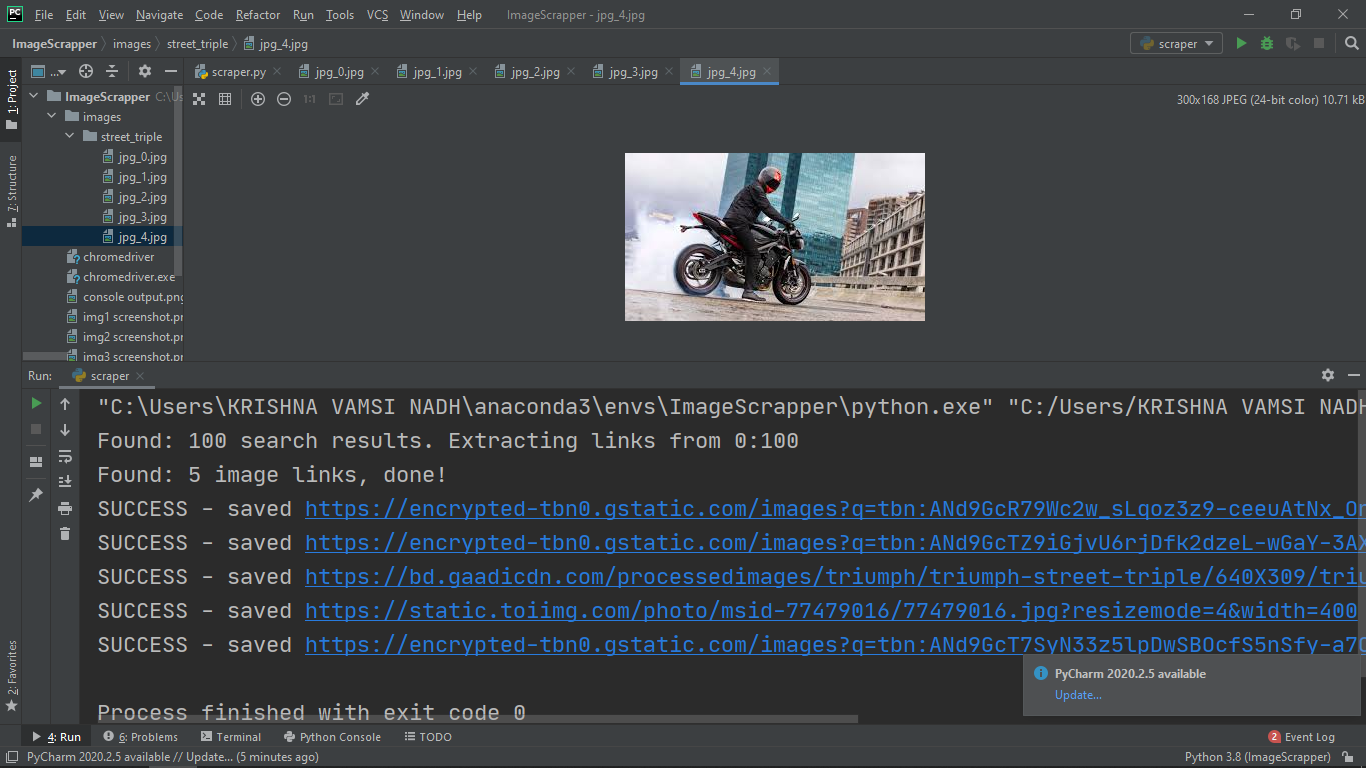 PC File Edit View Navigate Code Refactor Run Tools VCS Window Help ImageScrapper - jpg_4.jpg
ImageScrapper images street_triple jpg_4.jpg scraper
1: Project
...
scraper.py jpg_0.jpg jpg_1.jpg jpg_2.jpg jpg_3.jpg jpg_4.jpg
ImageScrapper C:\Us
images
street_triple
jpg_0.jpg
jpg_1.jpg
jpg_2.jpg
jpg_3.jpg
jpg_4.jpg
chromedriver
chromedriver.exe
console output.png
img1 screenshot.pr
img2 screenshot.pr
img3 screenshot.pr
1:1
300x168 JPEG (24-bit color) 10.71 kB
7: Structure
Run: scraper
"C:\Users\KRISHNA VAMSI NADH\anaconda3\envs\ImageScrapper\python.exe" "C:/Users/KRISHNA VAMSI NADH
Found: 100 search results. Extracting links from 0:100
Found: 5 image links, done!
SUCCESS - saved https://encrypted-tbn0.gstatic.com/images?q=tbn:ANd9GcR79Wc2w_sLqoz3z9-ceeuAtNx_Or
SUCCESS - saved https://encrypted-tbn0.gstatic.com/images?q=tbn:ANd9GcTZ9iGjvU6rjDfk2dzeL-wGaY-3AX
SUCCESS - saved https://bd.gaadicdn.com/processedimages/triumph/triumph-street-triple/640X309/triu
SUCCESS - saved https://static.toiimg.com/photo/msid-77479016/77479016.jpg?resizemode=4&width=400
SUCCESS - saved https://encrypted-tbn0.gstatic.com/images?q=tbn:ANd9GcT7SyN33z5lpDwSBOcfS5nSfy-a7
Process finished with exit code 0
PyCharm 2020.2.5 available
Update...
2: Favorites
4: Run 6: Problems Terminal Python Console TODO 2 Event Log
PyCharm 2020.2.5 available // Update... (5 minutes ago) Python 3.8 (ImageScrapper)